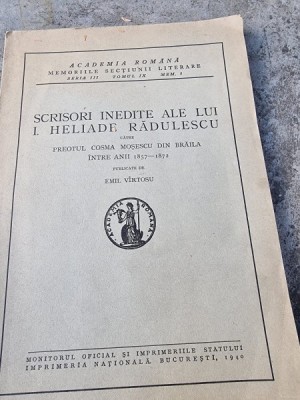 ACADEMIA ROMÂNĂ
MEMORIILE SECȚIUNII LITERARE
SERIA III TOMUL IX MEM. 1
SCRISORI INEDITE ALE LUI
I. HELIADE RĂDULESCU
CĂTRE
PREOTUL COSMA MOȘESCU DIN BRĂILA
ÎNTRE ANII 1857—1871
PUBLICATE DE
EMIL VÎRTOSU
ACADEMIA ROMANA
MONITORUL OFICIAL ȘI IMPRIMERIILE STATULUI
IMPRIMERIA NAȚIONALĂ, BUCUREȘTI, 1940